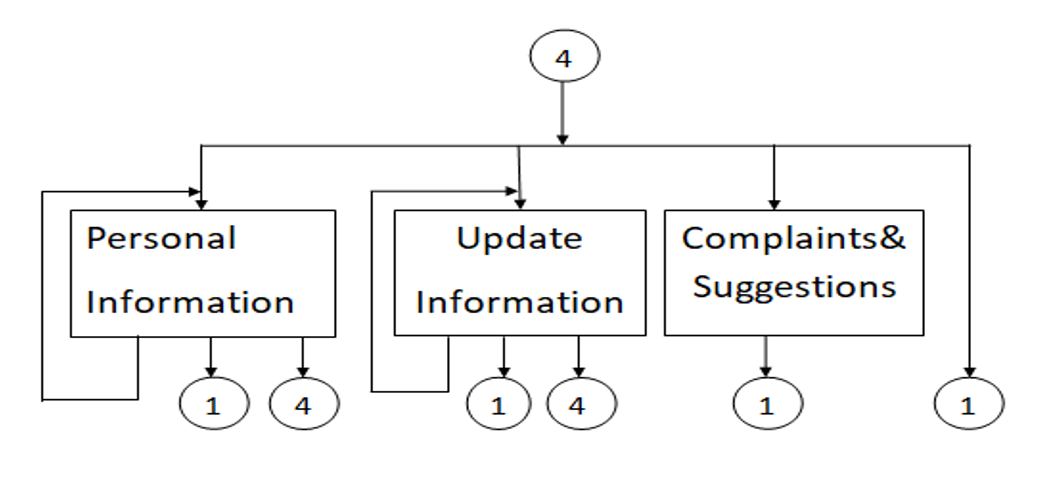 4
Personal
Information
Update
Information
Complaints&
Suggestions
1
4
1
4
1
1